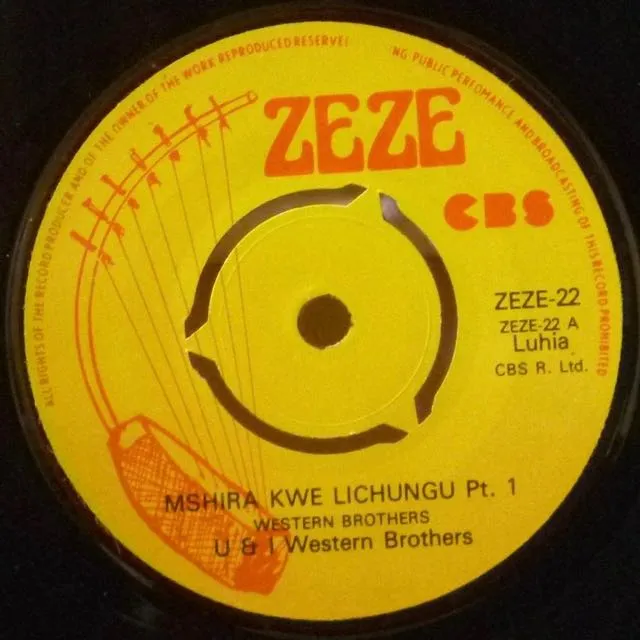 ALL RIGHTS OF THE RECORD PRODUCER AND OF THE OWNER OF THE WORK REPRODUCED RESERVE
NG PUBLIC PERFOMANCE AND BROADCASTING OF THIS RECORD PROHIBITED
ZEZE
CBS
ZEZE-22
ZEZE-22 A
Luhia
CBS R. Ltd.
MSHIRA KWE LICHUNGU Pt. 1
WESTERN BROTHERS
U & I Western Brothers